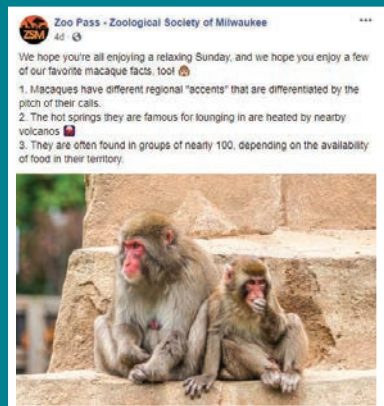 Zoo Pass - Zoological Society of Milwaukee
ZSM
4d
We hope you're all enjoying a relaxing Sunday, and we hope you enjoy a few
of our favorite macaque facts, too!
1. Macaques have different regional "accents" that are differentiated by the
pitch of their calls.
2. The hot springs they are famous for lounging in are heated by nearby
volcanos
3. They are often found in groups of nearly 100, depending on the availability
of food in their territory.